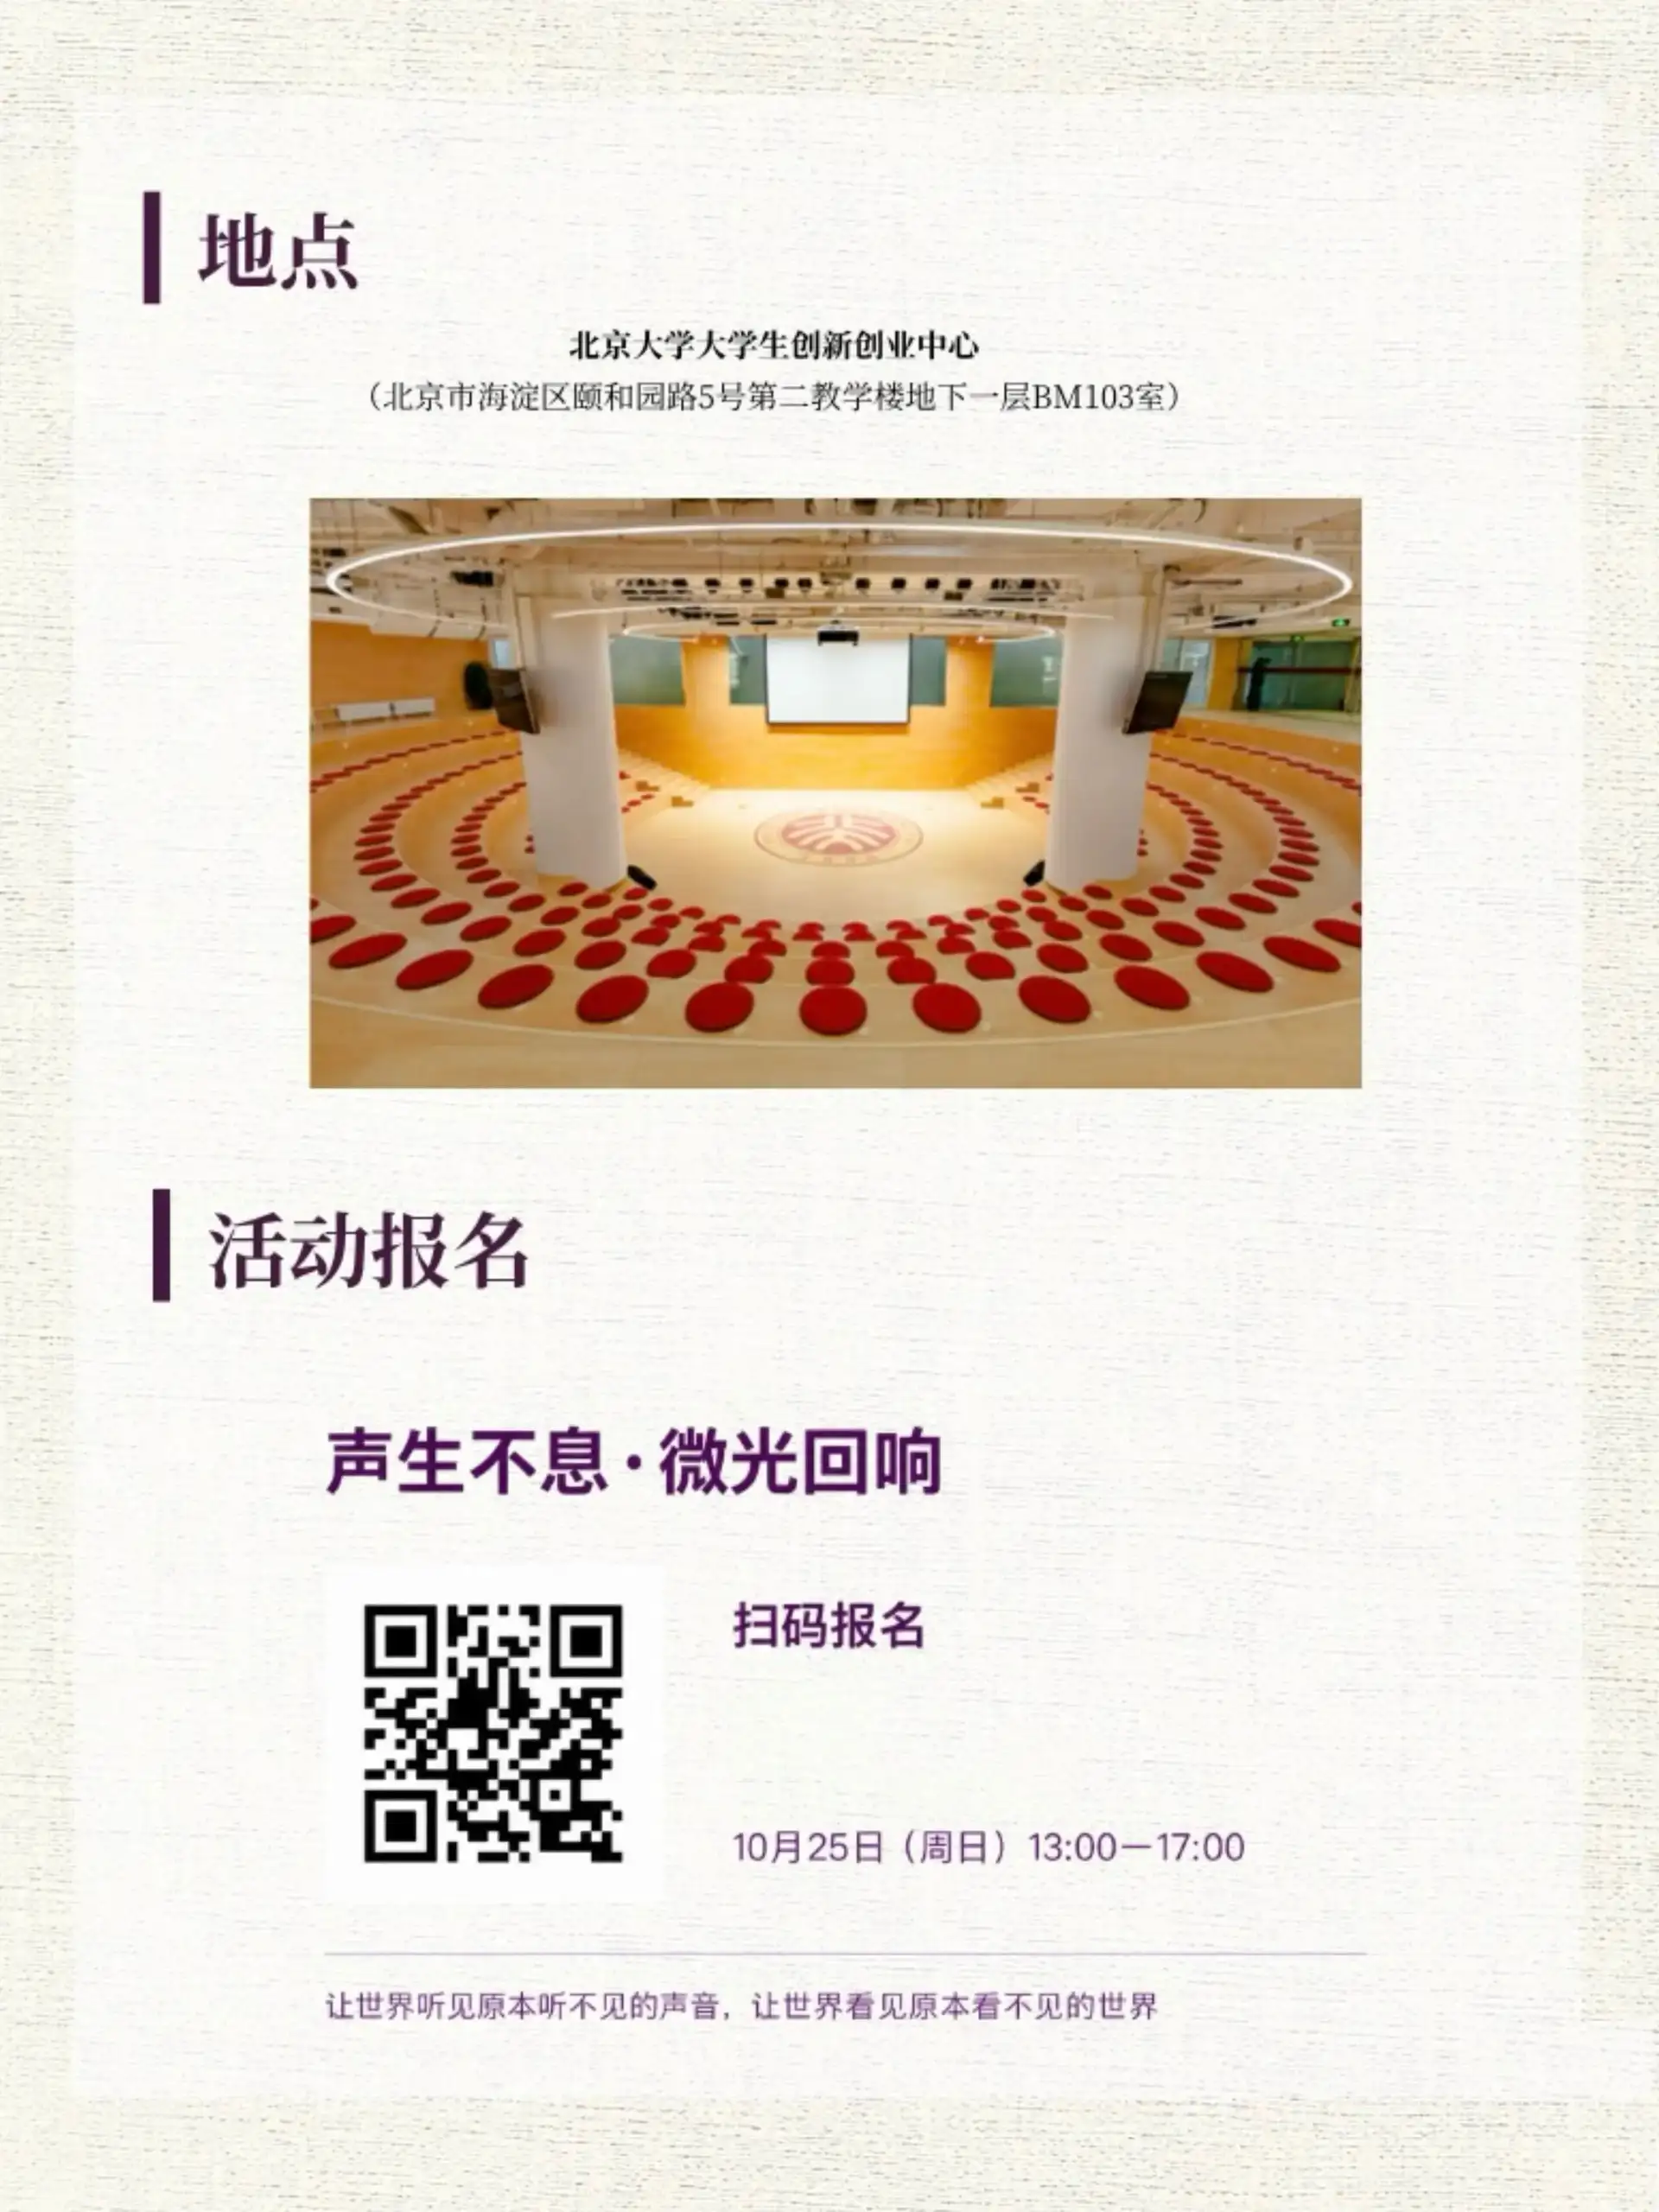 地点
北京大学大学生创新创业中心
（北京市海淀区颐和园路5号第二教学楼地下一层BM103室）
活动报名
声生不息·微光回响
扫码报名
10月25日（周日）13:00—17:00
让世界听见原本听不见的声音，让世界看见原本看不见的世界